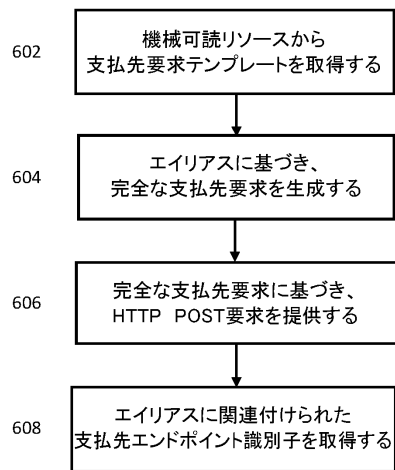 602
機械可読リソースから
支払先要求テンプレートを取得する
604
エイリアスに基づき、
完全な支払先要求を生成する
606
完全な支払先要求に基づき、
HTTP POST要求を提供する
608
エイリアスに関連付けられた
支払先エンドポイント識別子を取得する